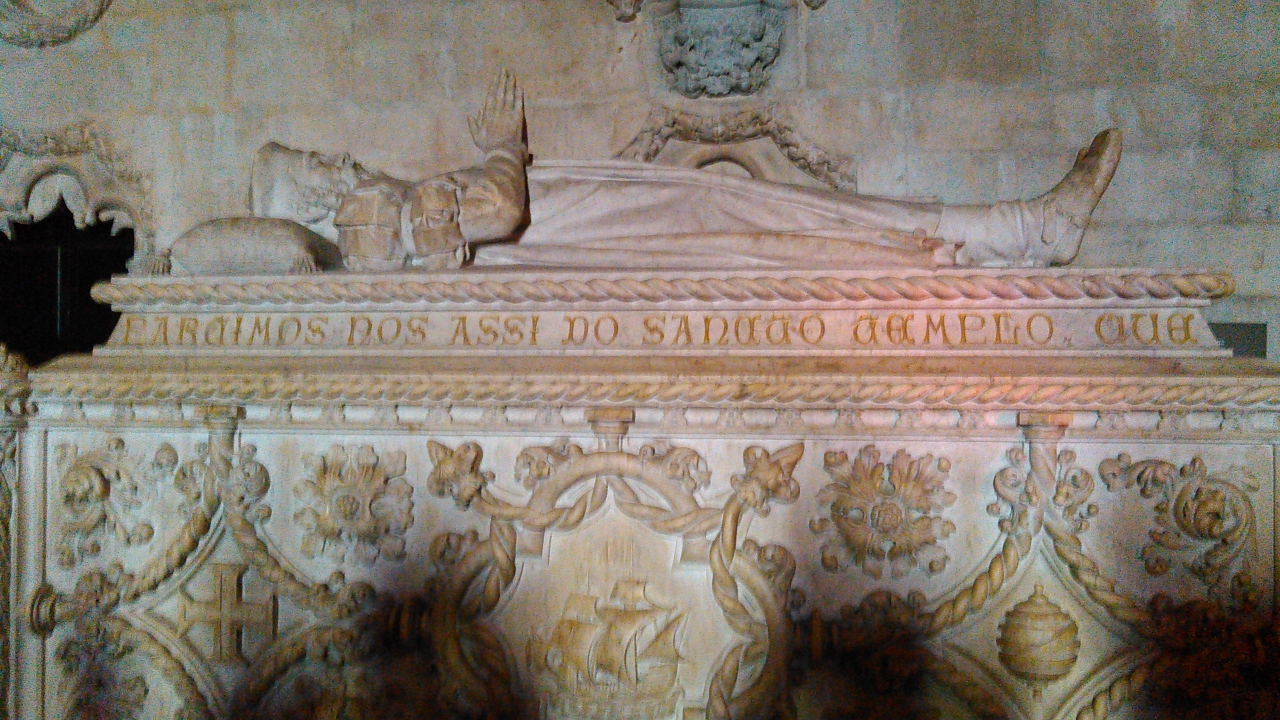 PARTIMOS NOS ASSI DO SANCTO TEMPLO, QUE